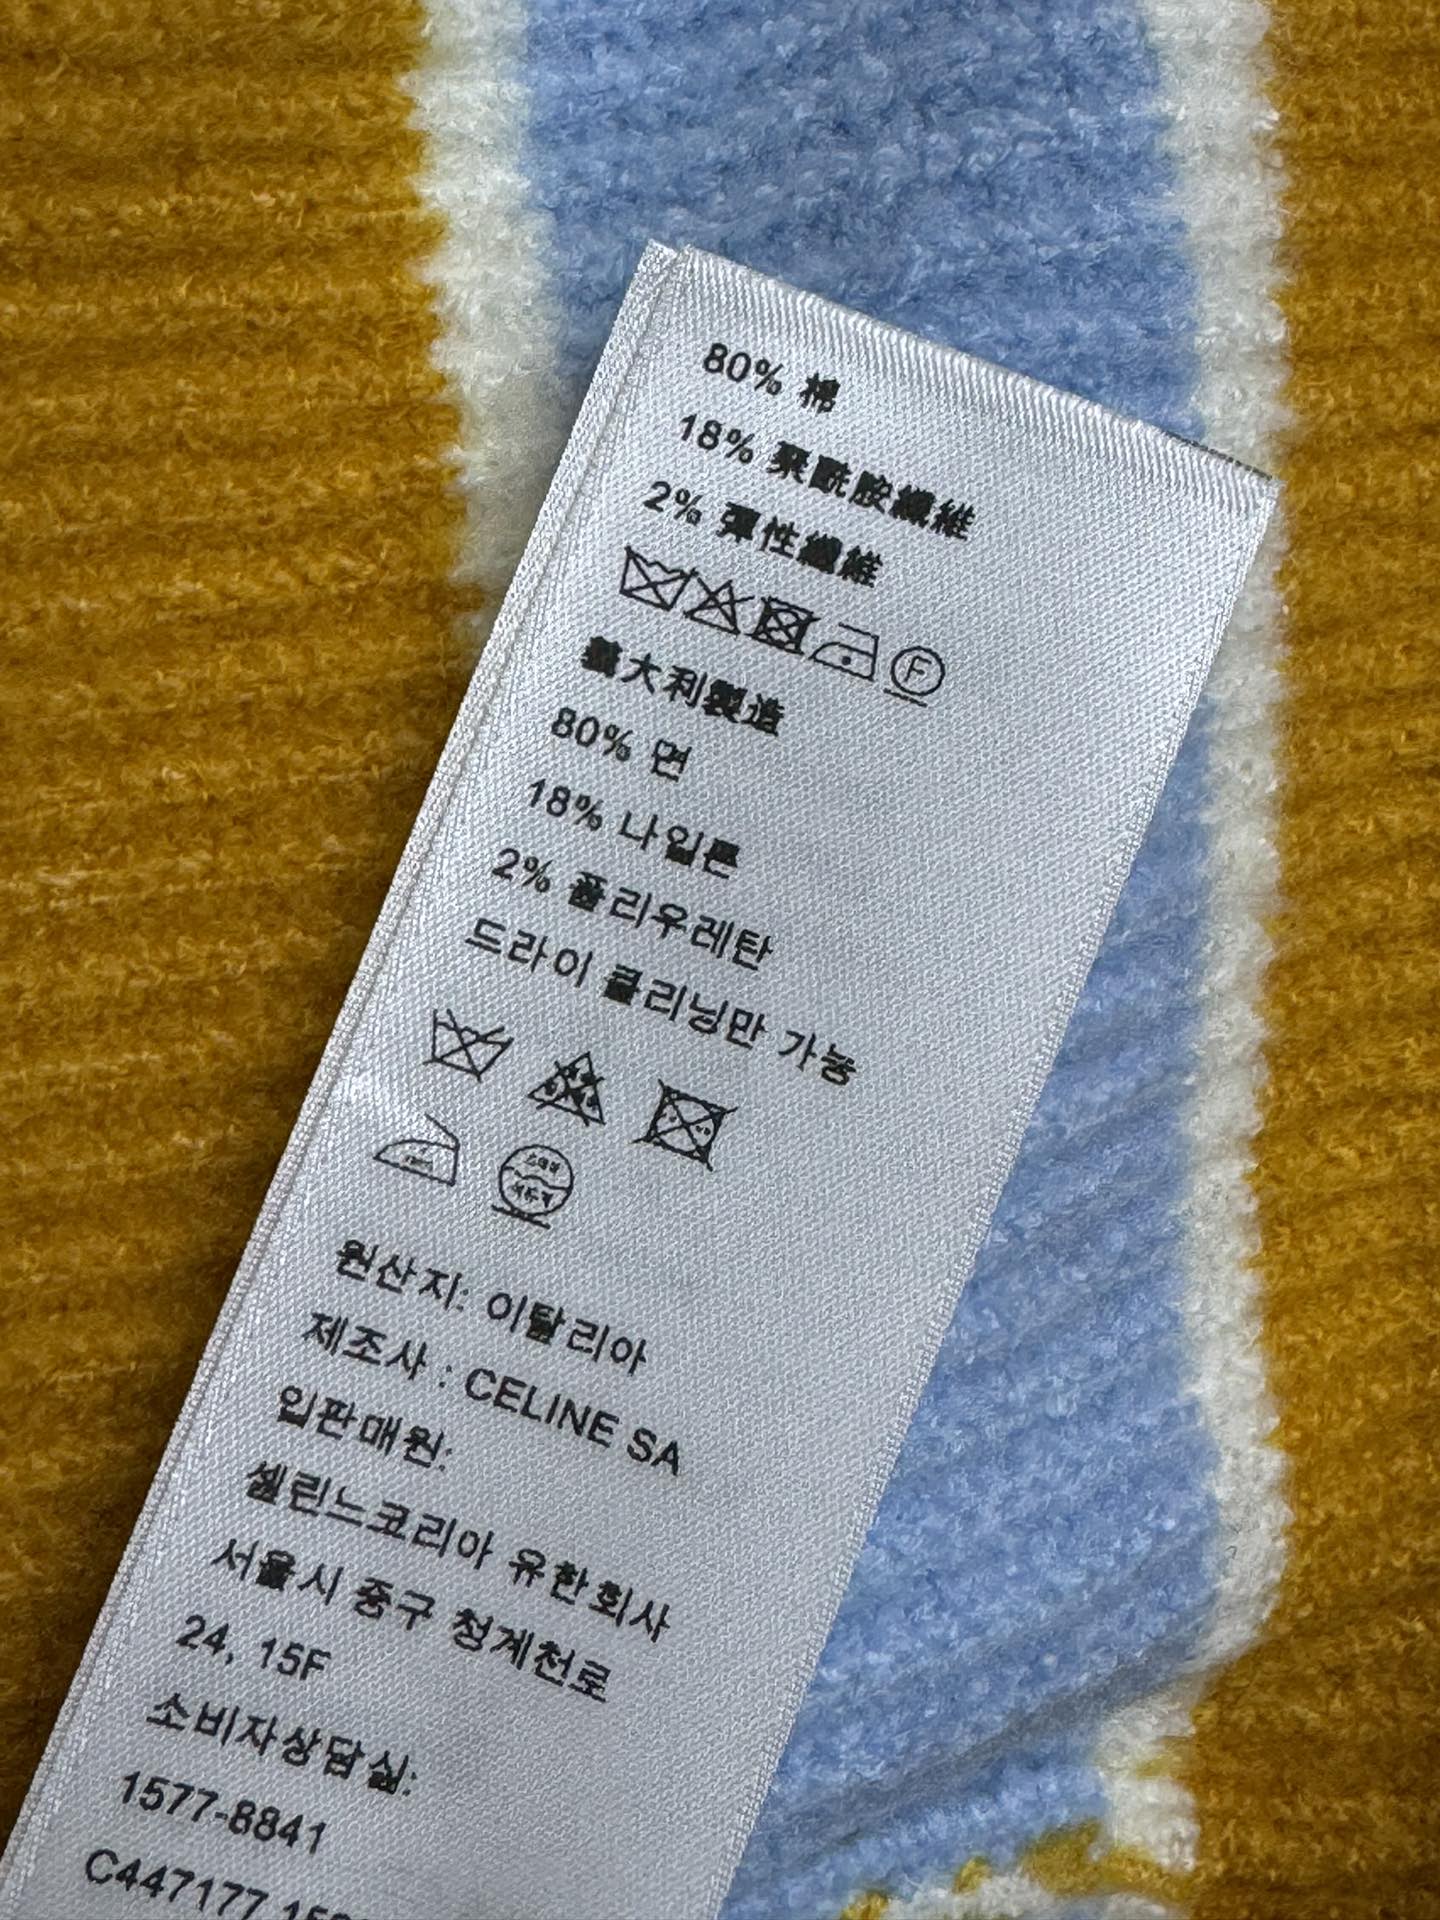 80% 棉
18% 聚酰胺纖維
2% 彈性纖維
F
義大利製造
80% 면
18% 나일론
2% 폴리우레탄
드라이 클리닝만 가능
원산지: 이탈리아
제조사 : CELINE SA
입판매원:
셀린느코리아 유한회사
서울시 중구 청계천로
24, 15F
소비자상담실:
1577-8841
C447177